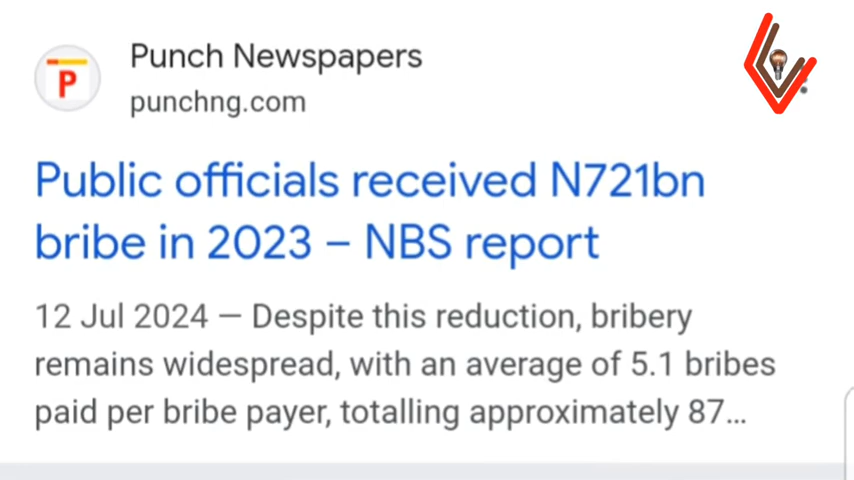 Punch Newspapers
P
punchng.com
Public officials received N721bn
bribe in 2023 – NBS report
12 Jul 2024 — Despite this reduction, bribery
remains widespread, with an average of 5.1 bribes
paid per bribe payer, totalling approximately 87...